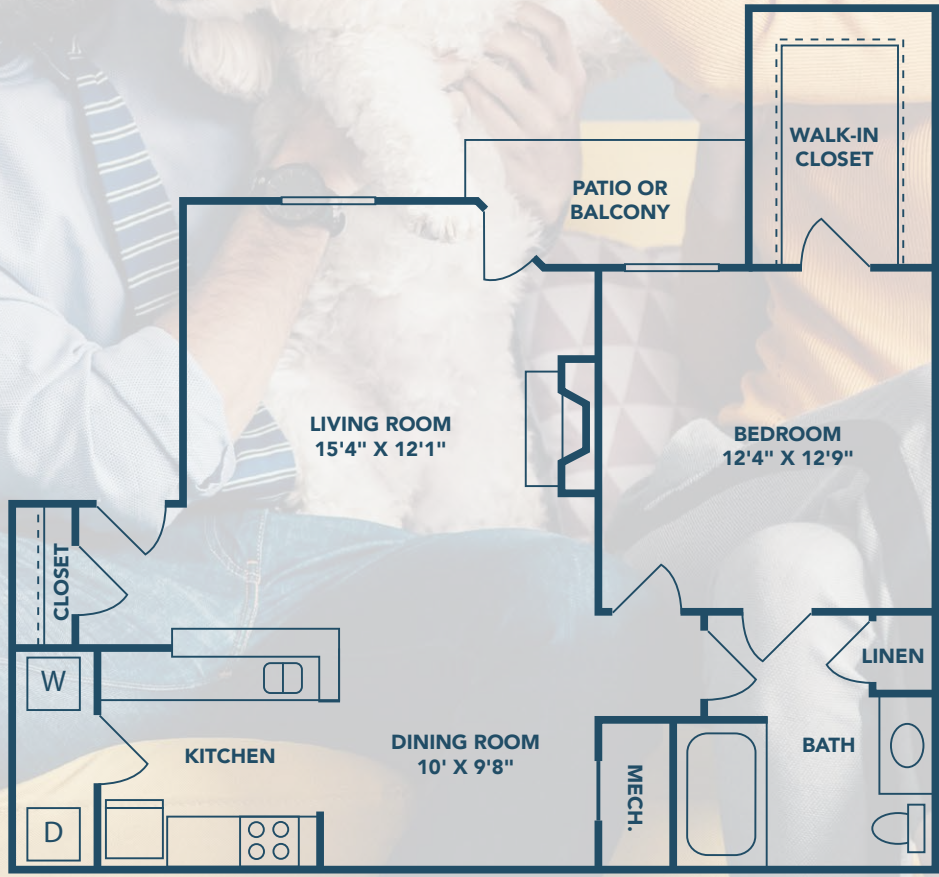 WALK-IN
CLOSET
PATIO OR
BALCONY
LIVING ROOM
15'4" X 12'1"
BEDROOM
12'4" X 12'9"
CLOSET
LINEN
W
KITCHEN
DINING ROOM
10' X 9'8"
BATH
MECH.
D